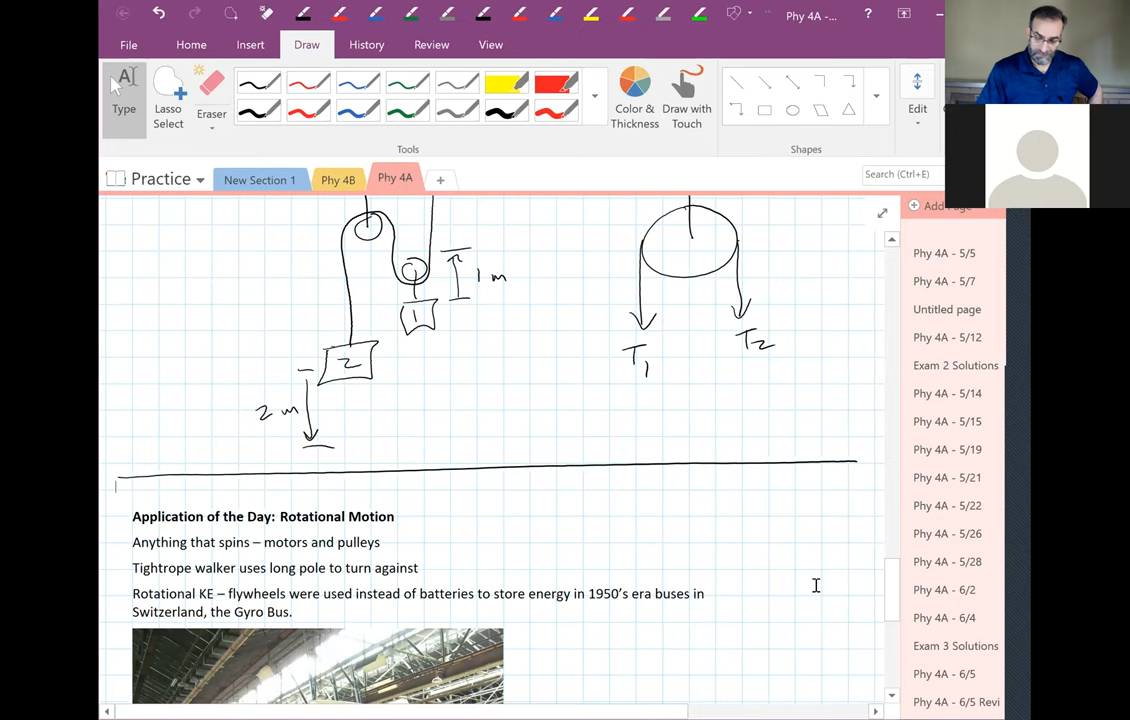 Phy 4A -...
?
File
Home
Insert
Draw
History
Review
View
A
Type
Lasso
Select
Eraser
Color &
Thickness
Draw with
Touch
Edit
Tools
Shapes
Practice
New Section 1
Phy 4B
Phy 4A
+
Search (Ctrl+E)
Add Page
Phy 4A - 5/5
Phy 4A - 5/7
Untitled page
Phy 4A - 5/12
Exam 2 Solutions
Phy 4A - 5/14
Phy 4A - 5/15
Phy 4A - 5/19
Phy 4A - 5/21
Phy 4A - 5/22
Phy 4A - 5/26
Phy 4A - 5/28
Phy 4A - 6/2
Phy 4A - 6/4
Exam 3 Solutions
Phy 4A - 6/5
Phy 4A - 6/5 Revi
1 m
1
2
2 m
T1
T2
Application of the Day: Rotational Motion
Anything that spins – motors and pulleys
Tightrope walker uses long pole to turn against
Rotational KE – flywheels were used instead of batteries to store energy in 1950's era buses in
Switzerland, the Gyro Bus.